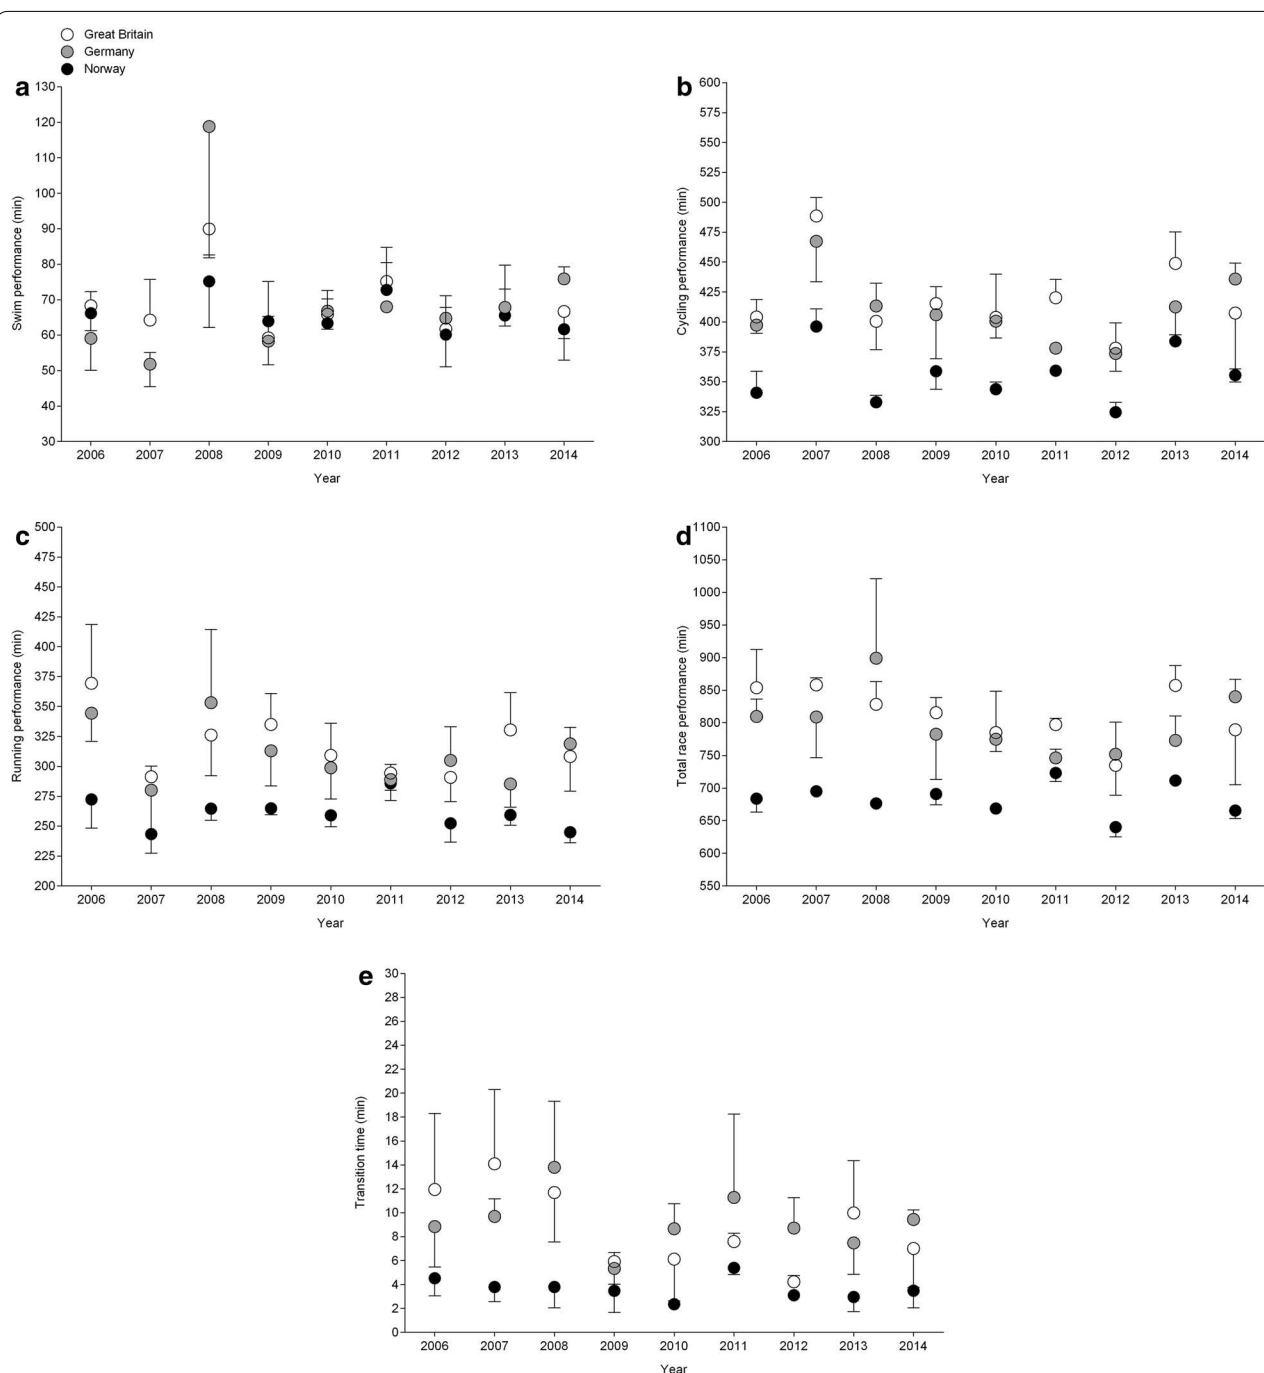 Great Britain
Germany
Norway
a
130
120
110
100
90
80
70
60
50
40
30
Swim performance (min)
2006 2007 2008 2009 2010 2011 2012 2013 2014
Year
b
600
575
550
525
500
475
450
425
400
375
350
325
300
Cycling performance (min)
2006 2007 2008 2009 2010 2011 2012 2013 2014
Year
c
500
475
450
425
400
375
350
325
300
275
250
225
200
Running performance (min)
2006 2007 2008 2009 2010 2011 2012 2013 2014
Year
d
1100
1050
1000
950
900
850
800
750
700
650
600
550
Total race performance (min)
2006 2007 2008 2009 2010 2011 2012 2013 2014
Year
e
30
28
26
24
22
20
18
16
14
12
10
8
6
4
2
0
Transition time (min)
2006 2007 2008 2009 2010 2011 2012 2013 2014
Year